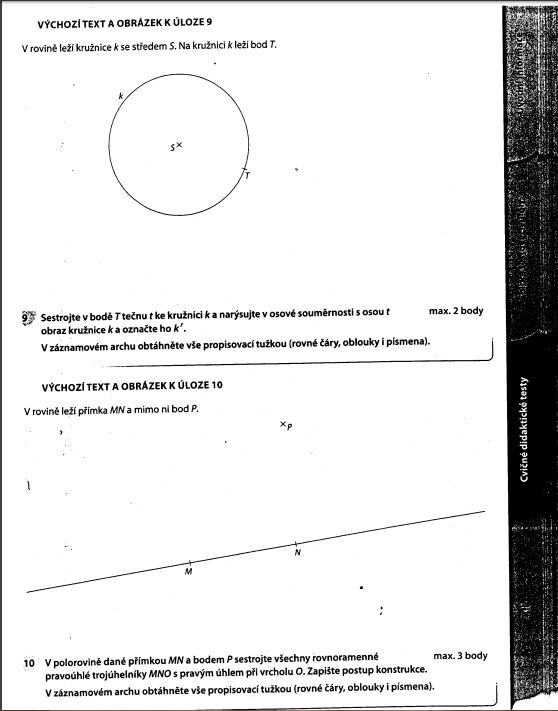 VÝCHOZÍ TEXT A OBRÁZEK K ÚLOZE 9
V rovině leží kružnice k se středem S. Na kružnici k leží bod T.
k
S
T
9 Sestrojte v bodě T tečnu t ke kružnici k a narýsujte v osové souměrnosti s osou t max. 2 body
obraz kružnice k a označte ho k′.
V záznamovém archu obtáhněte vše propisovací tužkou (rovné čáry, oblouky i písmena).
VÝCHOZÍ TEXT A OBRÁZEK K ÚLOZE 10
V rovině leží přímka MN a mimo ni bod P.
P
N
M
Cvičné didaktické testy
10 V polorovině dané přímkou MN a bodem P sestrojte všechny rovnoramenné max. 3 body
pravoúhlé trojúhelníky MNO s pravým úhlem při vrcholu O. Zapište postup konstrukce.
V záznamovém archu obtáhněte vše propisovací tužkou (rovné čáry, oblouky i písmena).